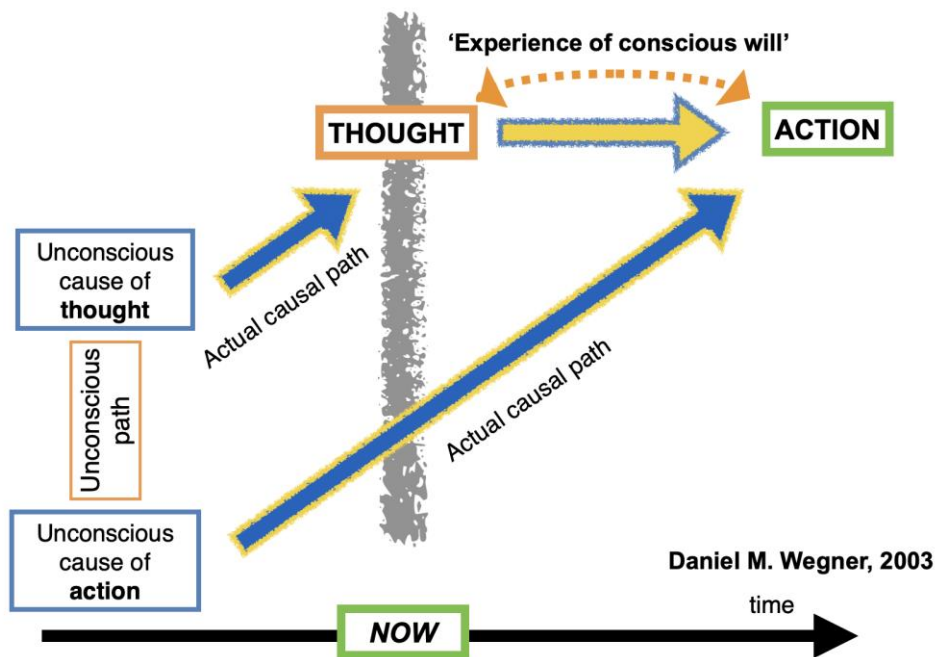 ‘Experience of conscious will’
THOUGHT
ACTION
Unconscious
cause of
thought
Actual causal path
Unconscious
path
Actual causal path
Unconscious
cause of
action
Daniel M. Wegner, 2003
time
NOW